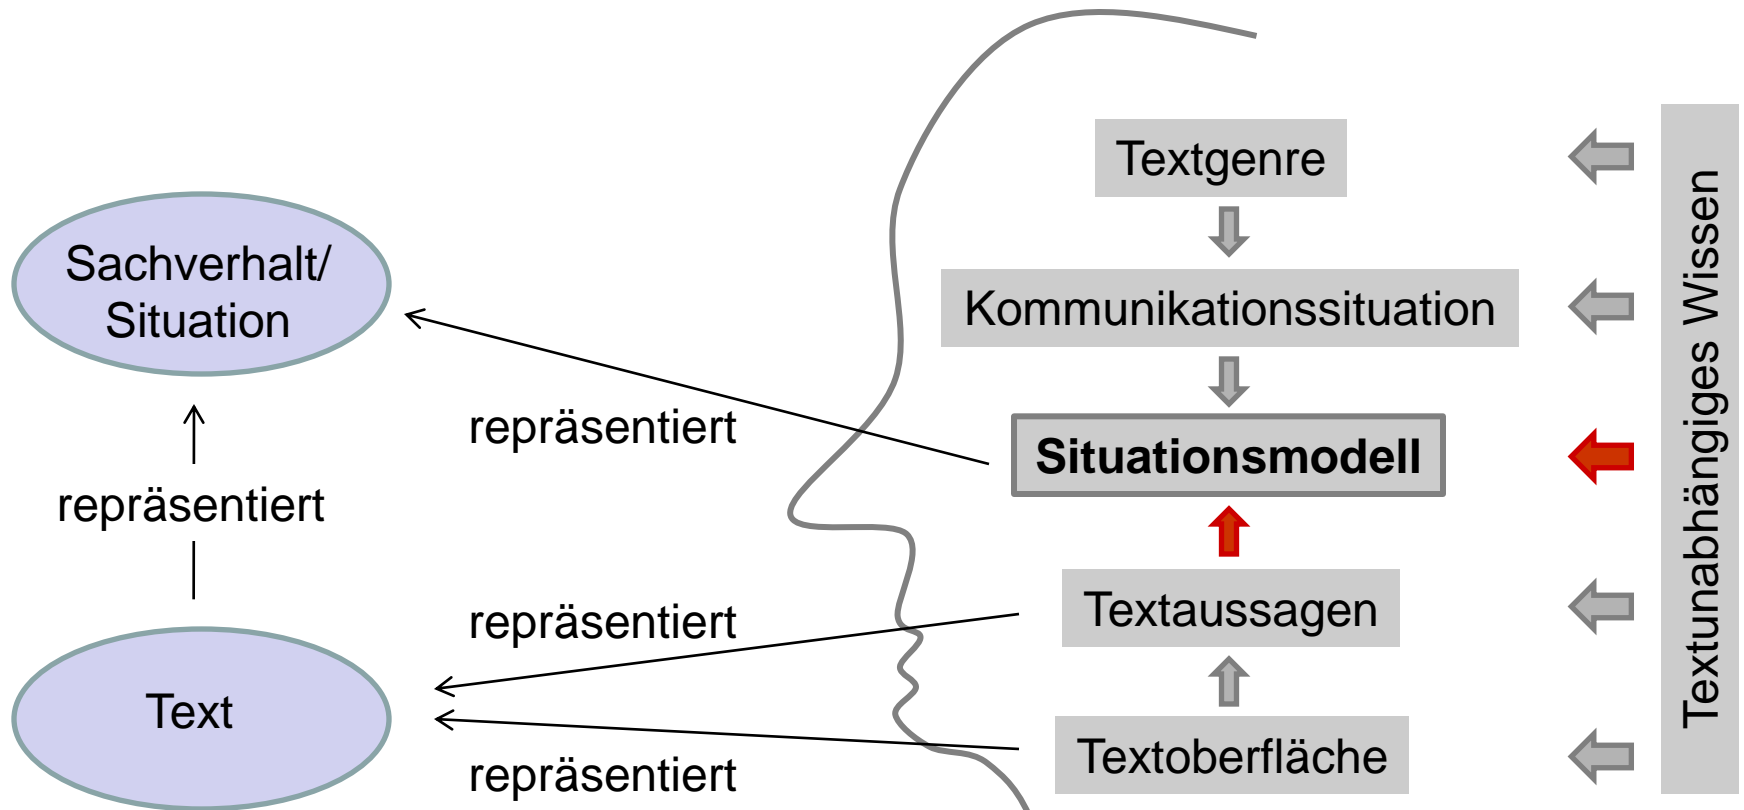 Textgenre
Sachverhalt/
Situation
Kommunikationssituation
repräsentiert
Situationsmodell
repräsentiert
Textaussagen
repräsentiert
Text
Textoberfläche
repräsentiert
Textunabhängiges Wissen